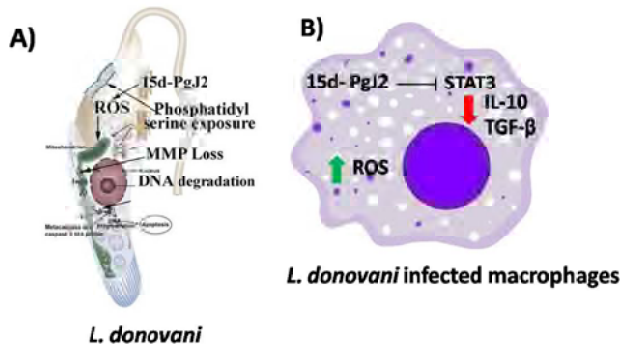 A)
15d-PgJ2
ROS
Phosphatidyl
serine exposure
MMP Loss
DNA degradation
Apoptosis
L. donovani
B)
15d- PgJ2
STAT3
IL-10
TGF-β
ROS
L. donovani infected macrophages